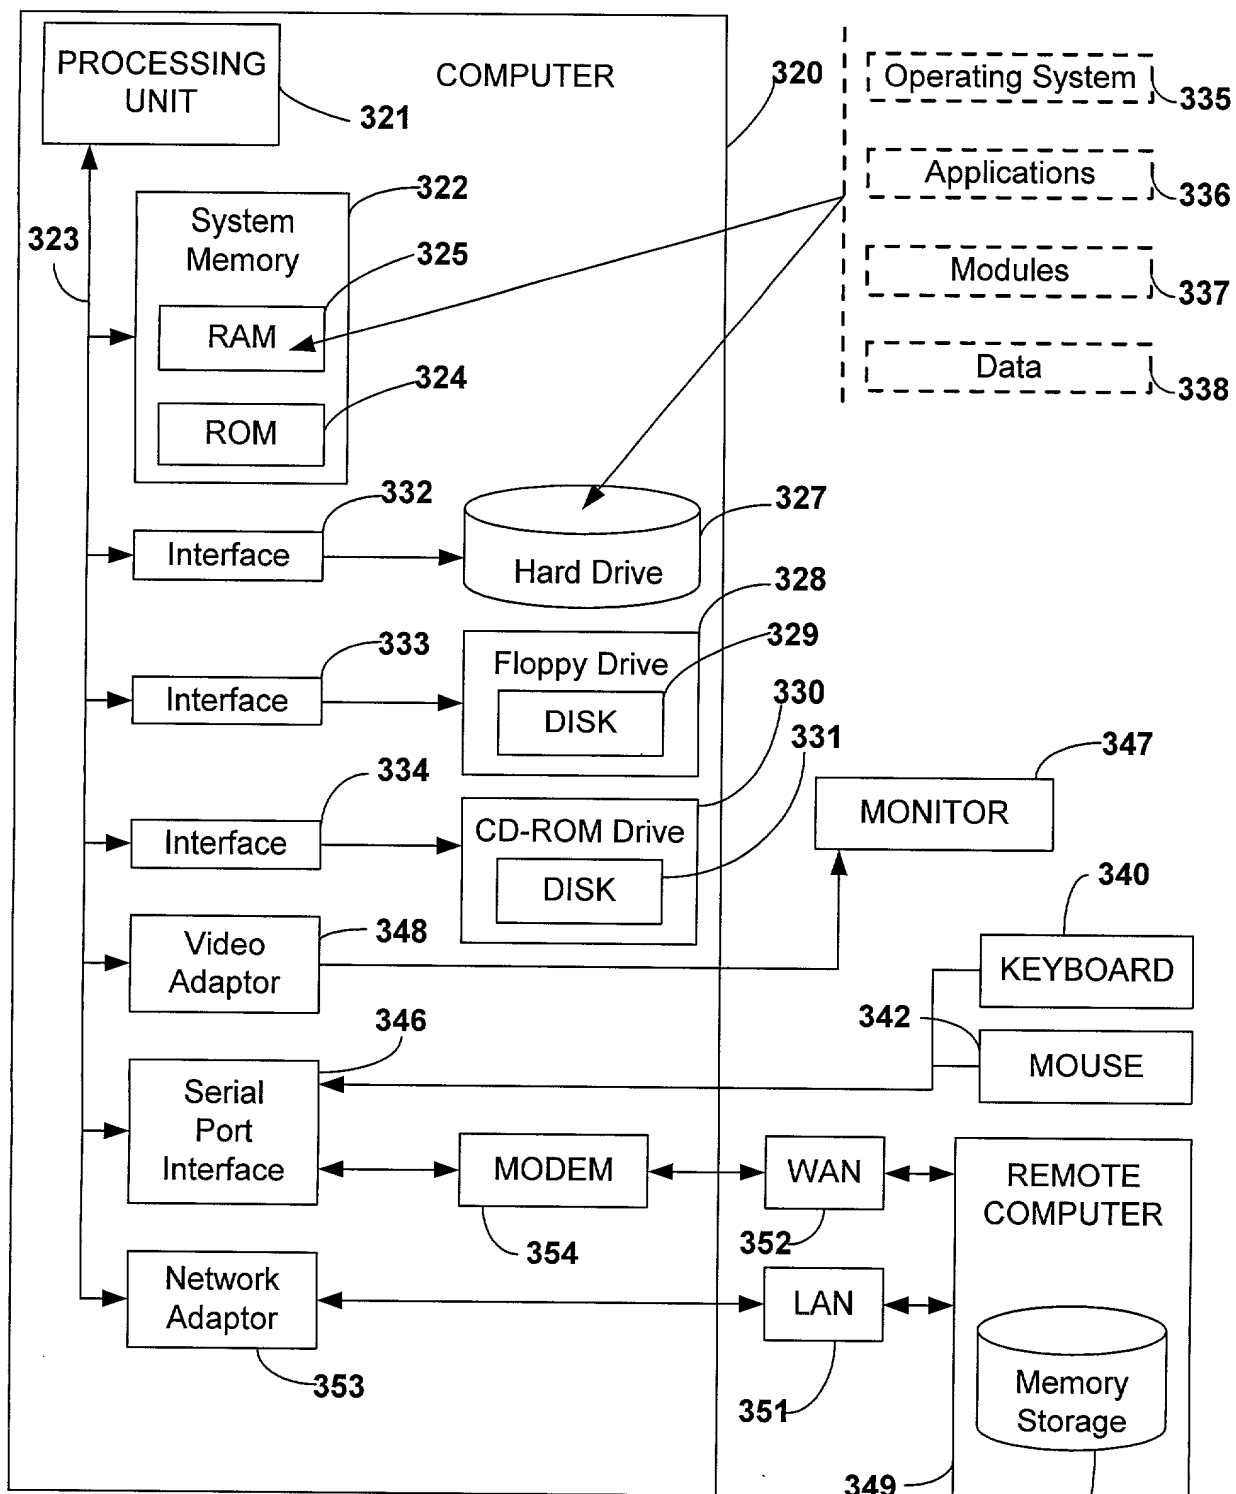 PROCESSING
UNIT
321
COMPUTER
320
Operating System
335
Applications
336
Modules
337
Data
338
323
322
System
Memory
325
RAM
324
ROM
332
Interface
327
Hard Drive
328
333
Interface
Floppy Drive
329
DISK
330
331
334
Interface
CD-ROM Drive
DISK
347
MONITOR
340
KEYBOARD
342
MOUSE
Video
Adaptor
348
346
Serial
Port
Interface
MODEM
354
WAN
352
REMOTE
COMPUTER
Network
Adaptor
353
LAN
351
Memory
Storage
349